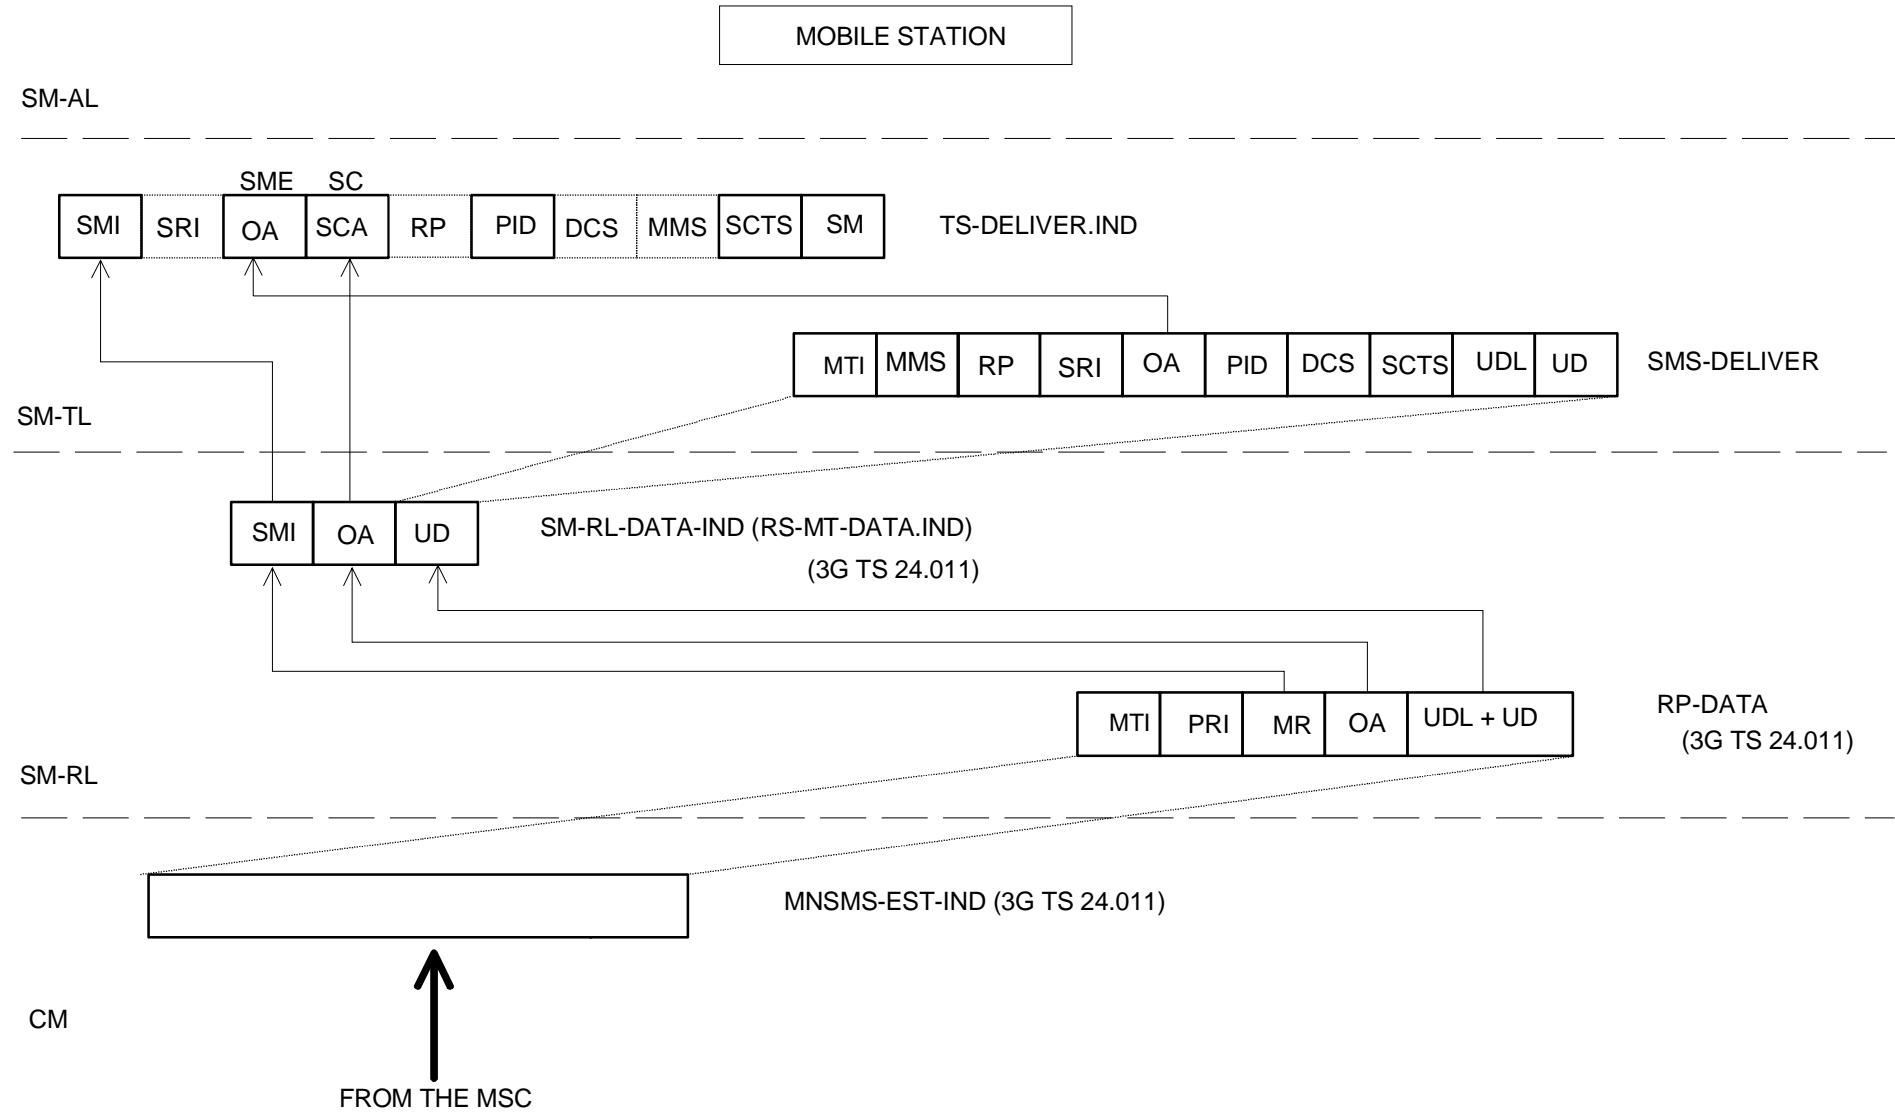 MOBILE STATION
SM-AL
SME SC
SMI SRI OA SCA RP PID DCS MMS SCTS SM TS-DELIVER.IND
MTI MMS RP SRI OA PID DCS SCTS UDL UD SMS-DELIVER
SM-TL
SMI OA UD SM-RL-DATA-IND (RS-MT-DATA.IND)
(3G TS 24.011)
MTI PRI MR OA UDL + UD RP-DATA
(3G TS 24.011)
SM-RL
MNSMS-EST-IND (3G TS 24.011)
CM
FROM THE MSC